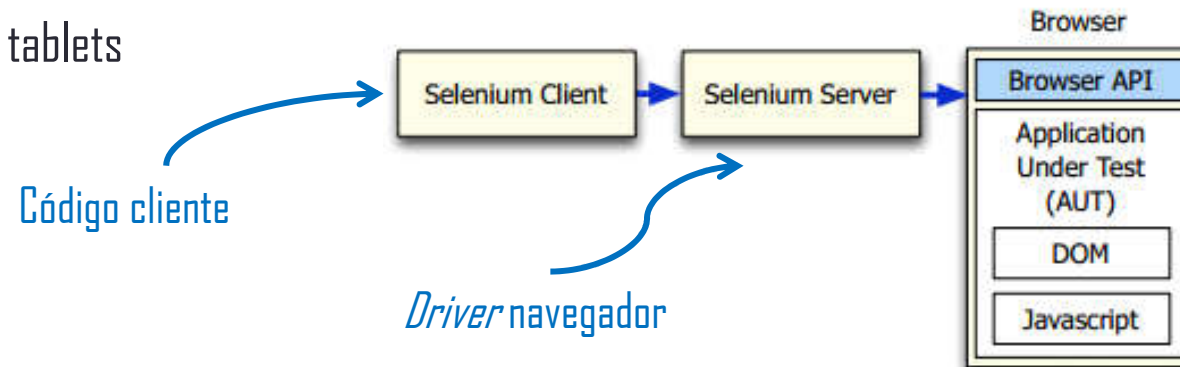 tablets
Browser
Selenium Client
Selenium Server
Browser API
Application
Under Test
(AUT)
DOM
Javascript
Código cliente
Driver navegador